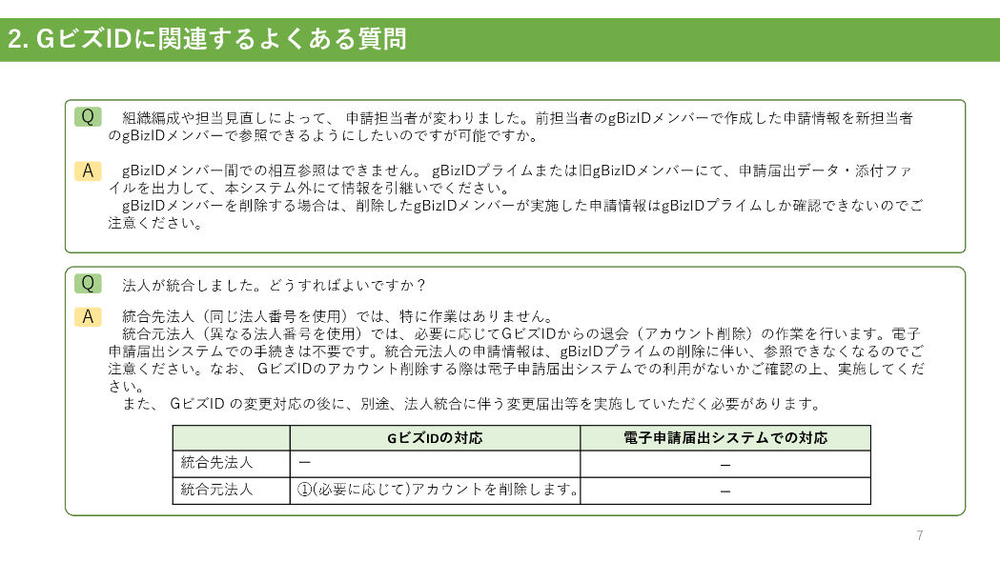 2. GビズIDに関連するよくある質問
Q
組織編成や担当見直しによって、 申請担当者が変わりました。前担当者のgBizIDメンバーで作成した申請情報を新担当者
のgBizIDメンバーで参照できるようにしたいのですが可能ですか。
A
gBizIDメンバー間での相互参照はできません。 gBizIDプライムまたは旧gBizIDメンバーにて、申請届出データ・添付ファ
イルを出力して、本システム外にて情報を引継いでください。
gBizIDメンバーを削除する場合は、削除したgBizIDメンバーが実施した申請情報はgBizIDプライムしか確認できないのでご
注意ください。
Q
法人が統合しました。どうすればよいですか？
A
統合先法人（同じ法人番号を使用）では、特に作業はありません。
統合元法人（異なる法人番号を使用）では、必要に応じてGビズIDからの退会（アカウント削除）の作業を行います。電子
申請届出システムでの手続きは不要です。統合元法人の申請情報は、gBizIDプライムの削除に伴い、参照できなくなるのでご
注意ください。なお、 GビズIDのアカウント削除する際は電子申請届出システムでの利用がないかご確認の上、実施してくだ
さい。
また、 GビズID の変更対応の後に、別途、法人統合に伴う変更届出等を実施していただく必要があります。
GビズIDの対応 電子申請届出システムでの対応
統合先法人 ー －
統合元法人 ①(必要に応じて)アカウントを削除します。 －
7